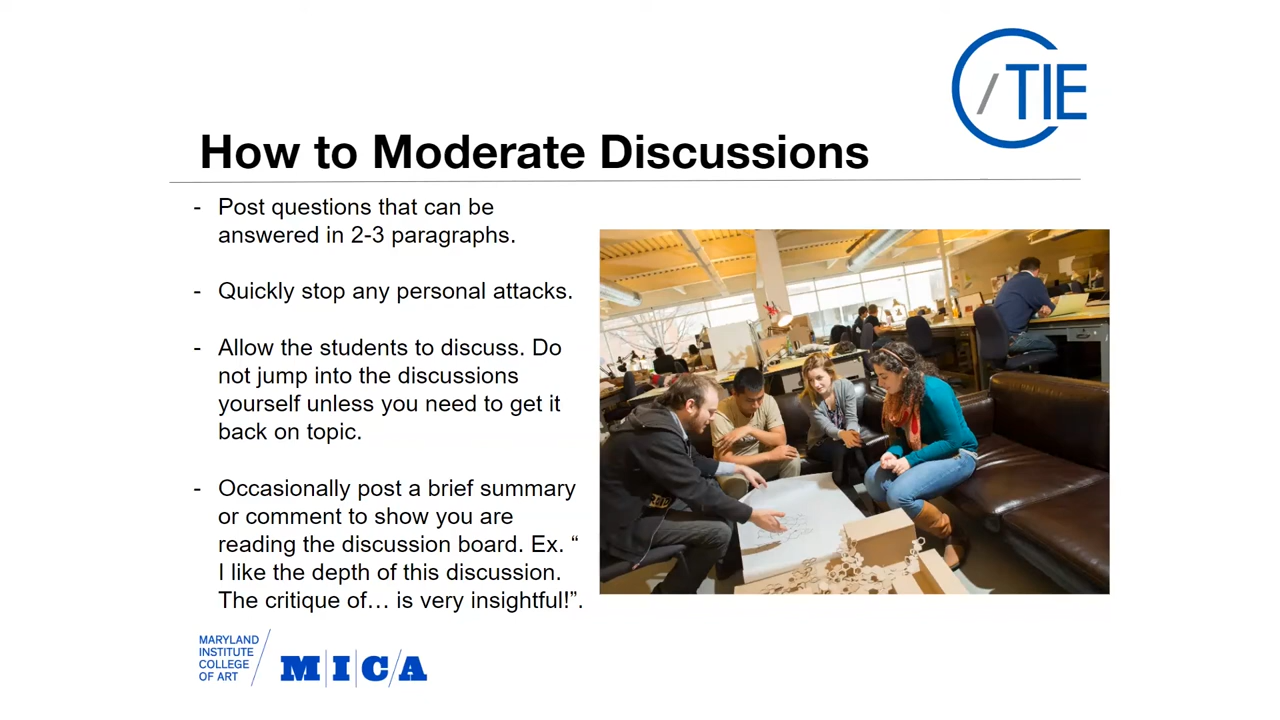 /TIE
How to Moderate Discussions
- Post questions that can be
answered in 2-3 paragraphs.
- Quickly stop any personal attacks.
- Allow the students to discuss. Do
not jump into the discussions
yourself unless you need to get it
back on topic.
- Occasionally post a brief summary
or comment to show you are
reading the discussion board. Ex. “
I like the depth of this discussion.
The critique of… is very insightful!”.
MARYLAND
INSTITUTE
COLLEGE
OF ART
M|I|C/A